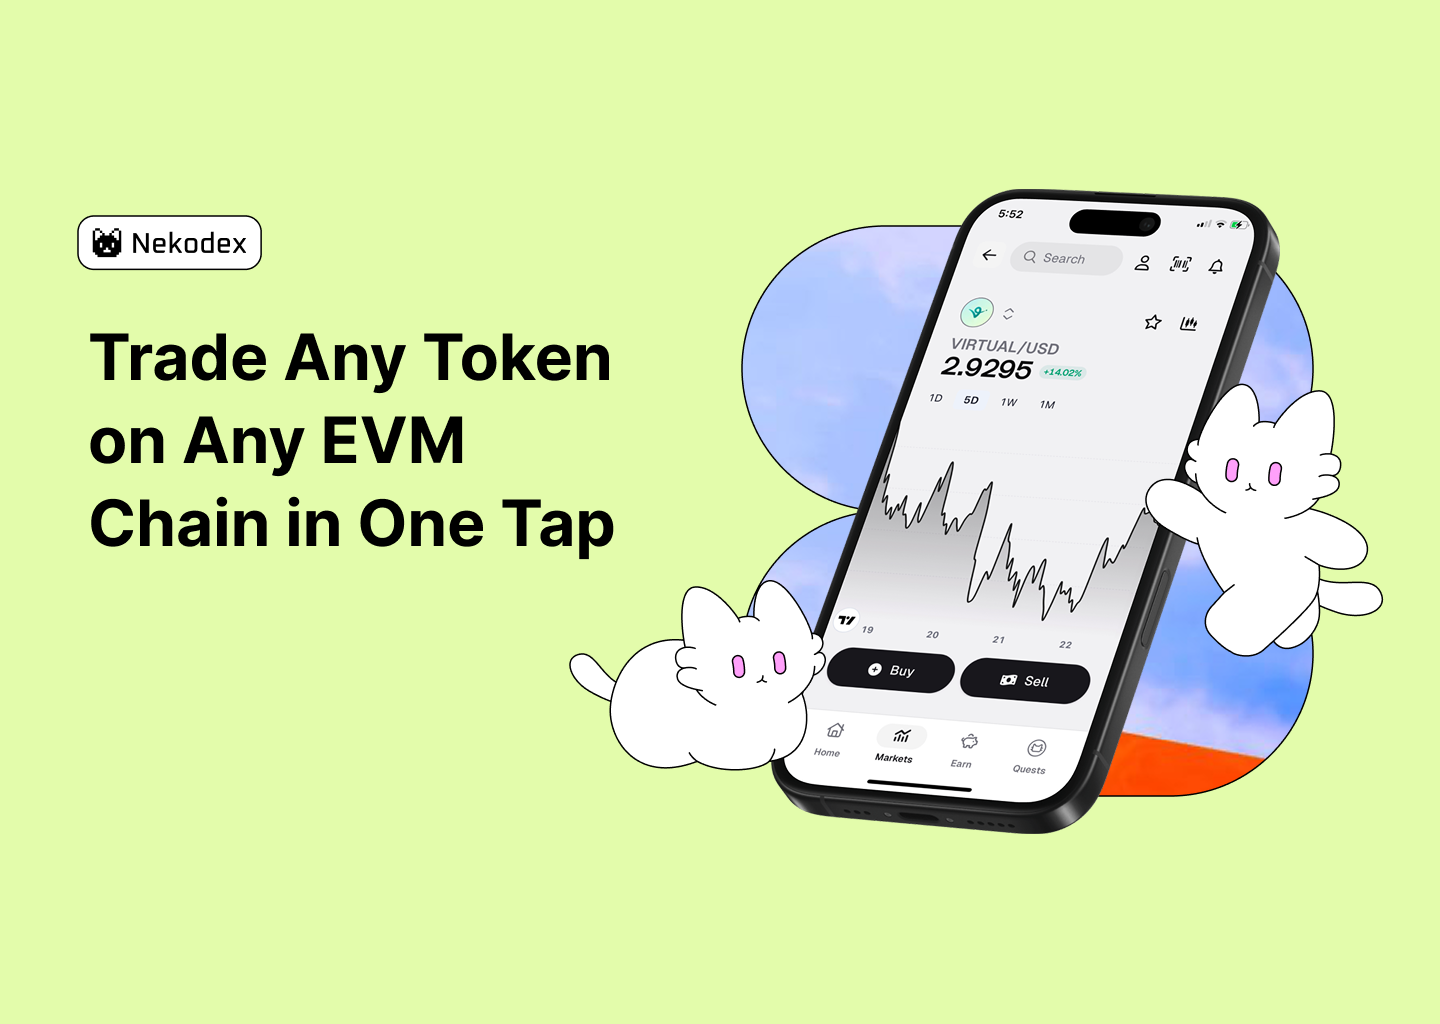 Nekodex
Trade Any Token
on Any EVM
Chain in One Tap
5:52
Search
VIRTUAL/USD
2.9295 +14.02%
1D 5D 1W 1M
19 20 21 22
Buy Sell
Home Markets Earn Quests